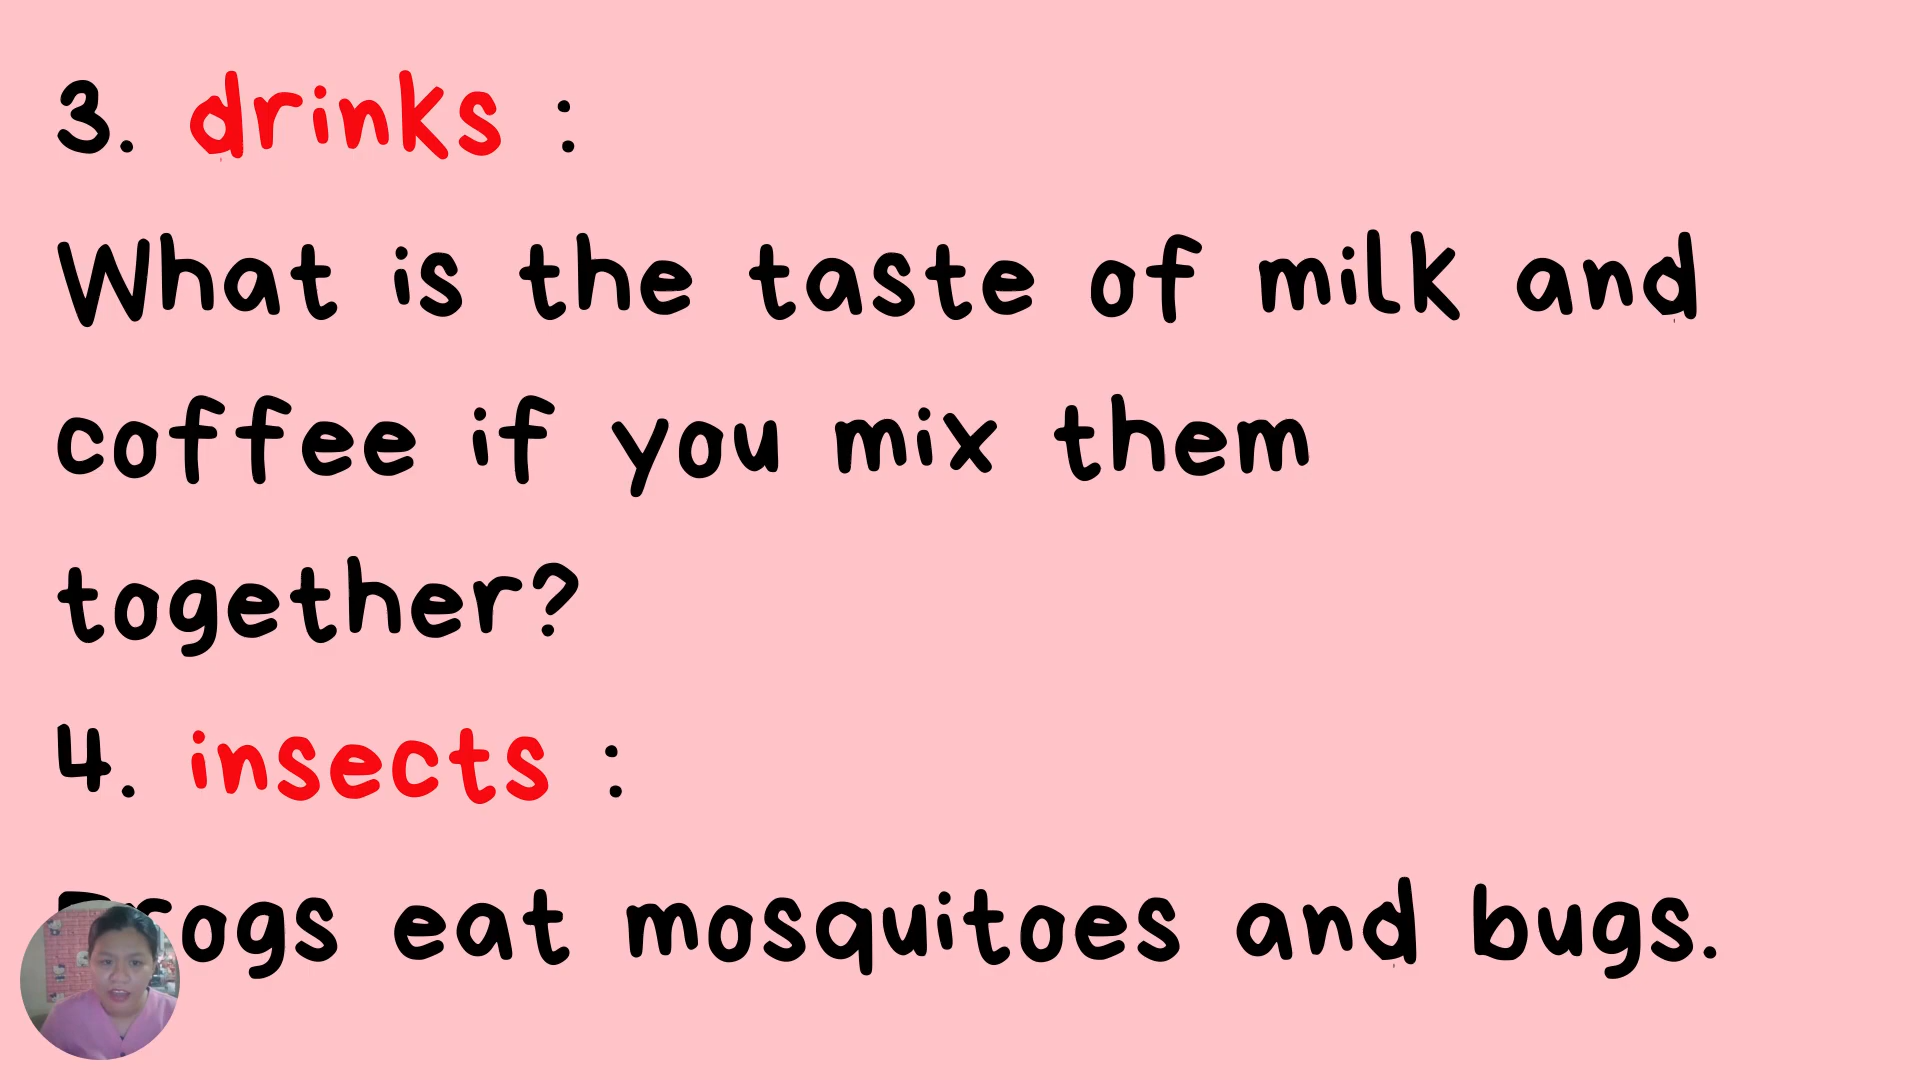 3. drinks :
What is the taste of milk and
coffee if you mix them
together?
4. insects :
Frogs eat mosquitoes and bugs.